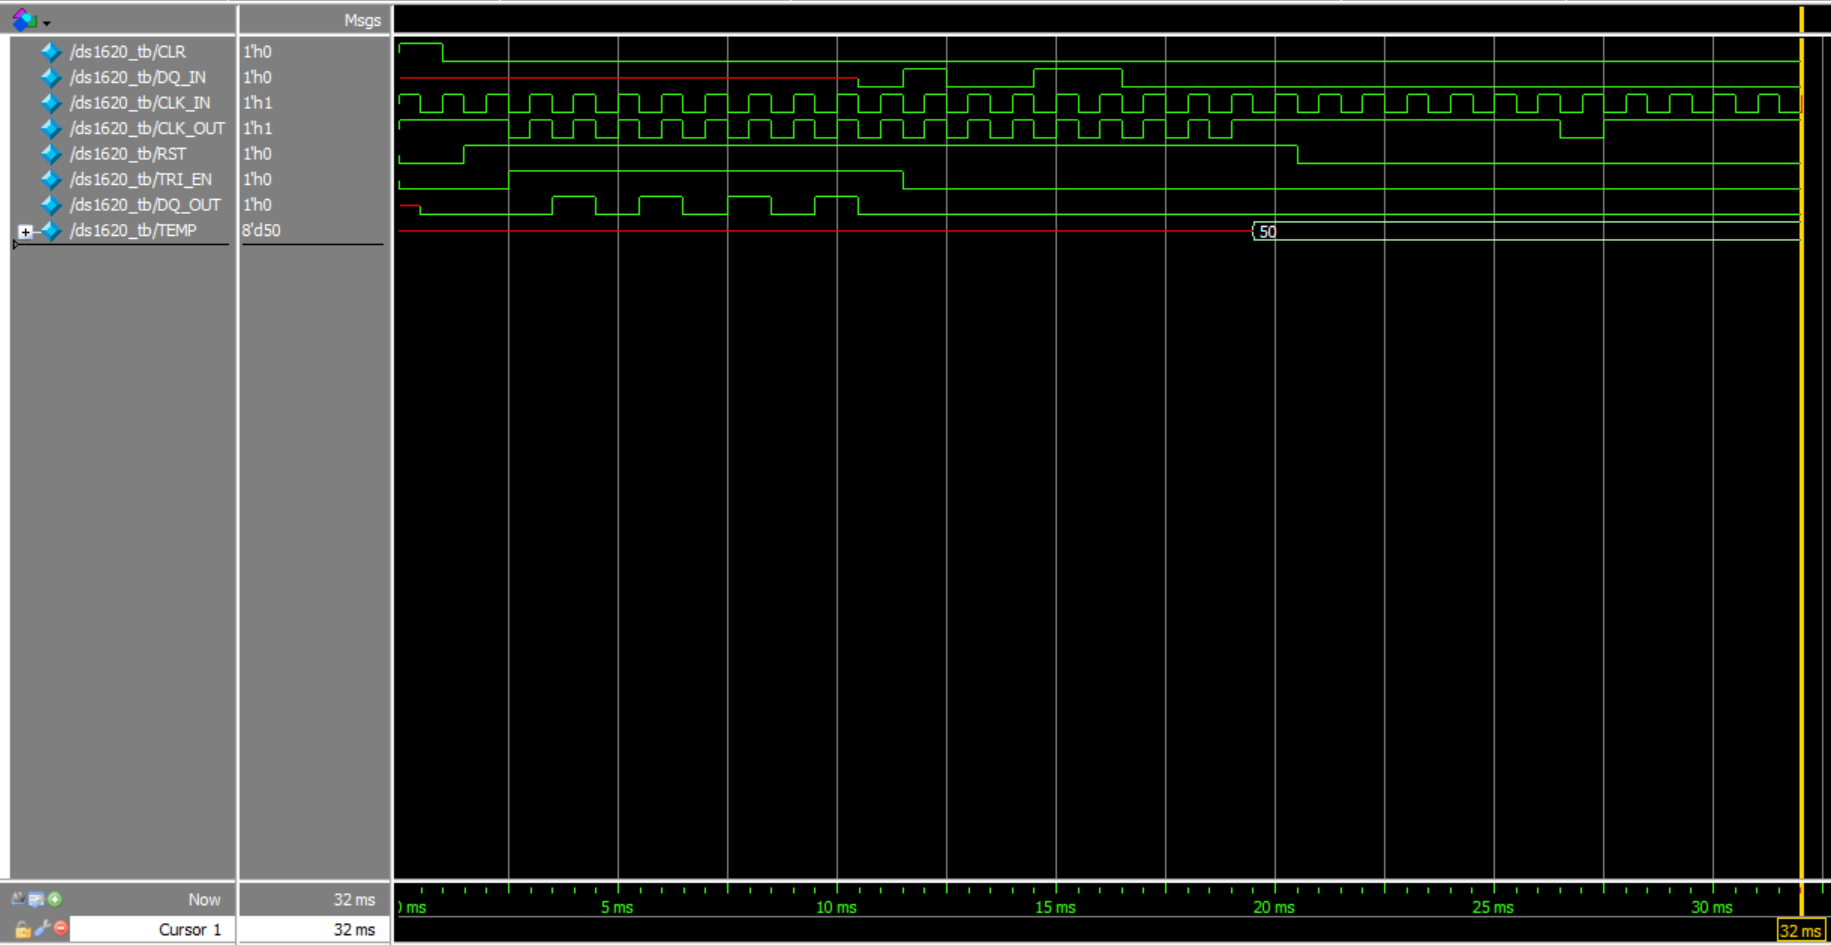 Msgs
/ds1620_tb/CLR 1'h0
/ds1620_tb/DQ_IN 1'h0
/ds1620_tb/CLK_IN 1'h1
/ds1620_tb/CLK_OUT 1'h1
/ds1620_tb/RST 1'h0
/ds1620_tb/TRI_EN 1'h0
/ds1620_tb/DQ_OUT 1'h0
/ds1620_tb/TEMP 8'd50 50
Now 32 ms
ms 5 ms 10 ms 15 ms 20 ms 25 ms 30 ms
Cursor 1 32 ms 32 ms